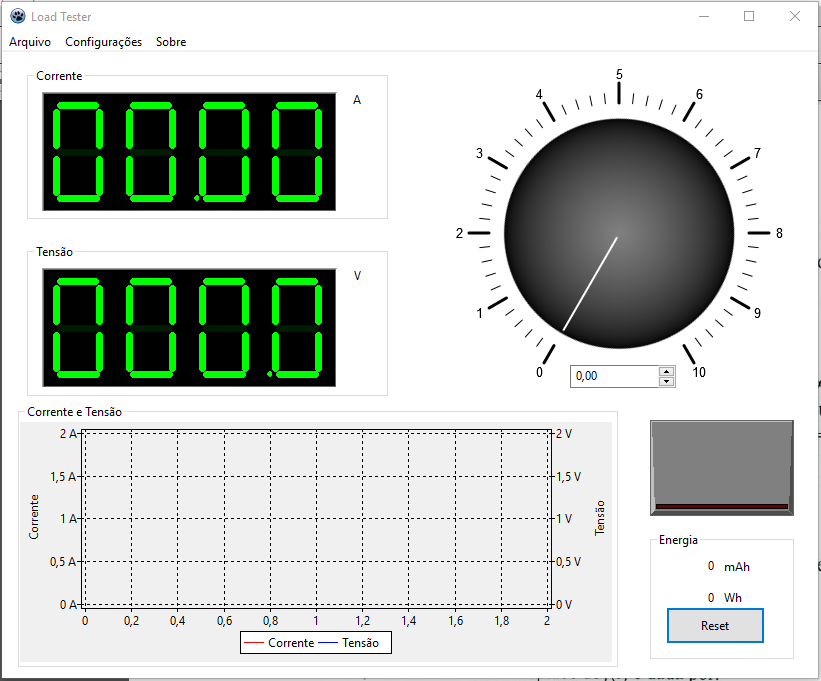 Load Tester
Arquivo Configurações Sobre
Corrente
00.00 A
Tensão
000.0 V
0 1 2 3 4 5 6 7 8 9 10
0,00
Corrente e Tensão
2 A 2 V
1,5 A 1,5 V
1 A 1 V
0,5 A 0,5 V
0 A 0 V
Corrente
Tensão
0 0,2 0,4 0,6 0,8 1 1,2 1,4 1,6 1,8 2
Corrente Tensão
Energia
0 mAh
0 Wh
Reset